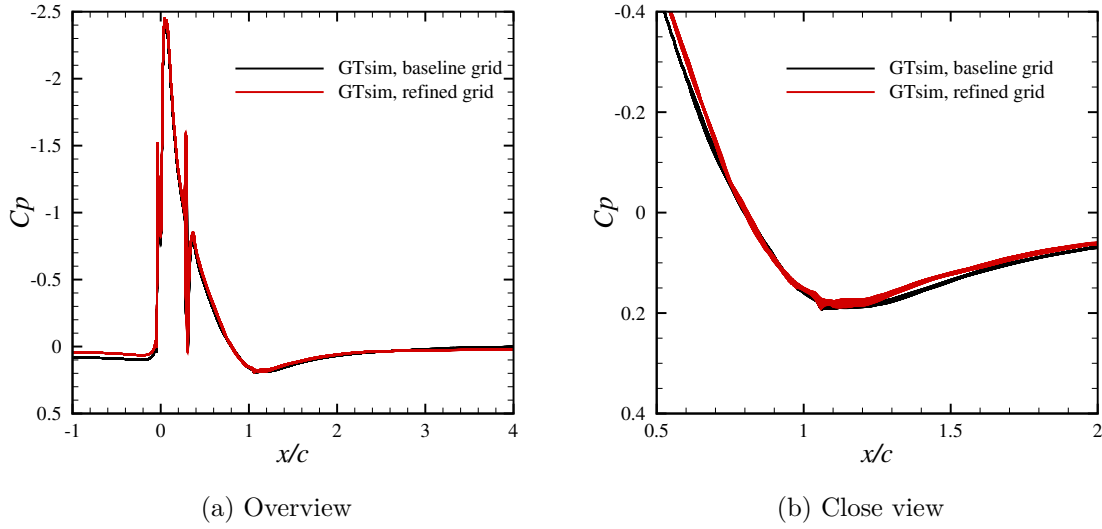 -2.5
-2
-1.5
-1
-0.5
0
0.5
Cp
-1
0
1
2
3
4
x/c
GTsim, baseline grid
GTsim, refined grid
(a) Overview
-0.4
-0.2
0
0.2
0.4
Cp
0.5
1
1.5
2
x/c
GTsim, baseline grid
GTsim, refined grid
(b) Close view